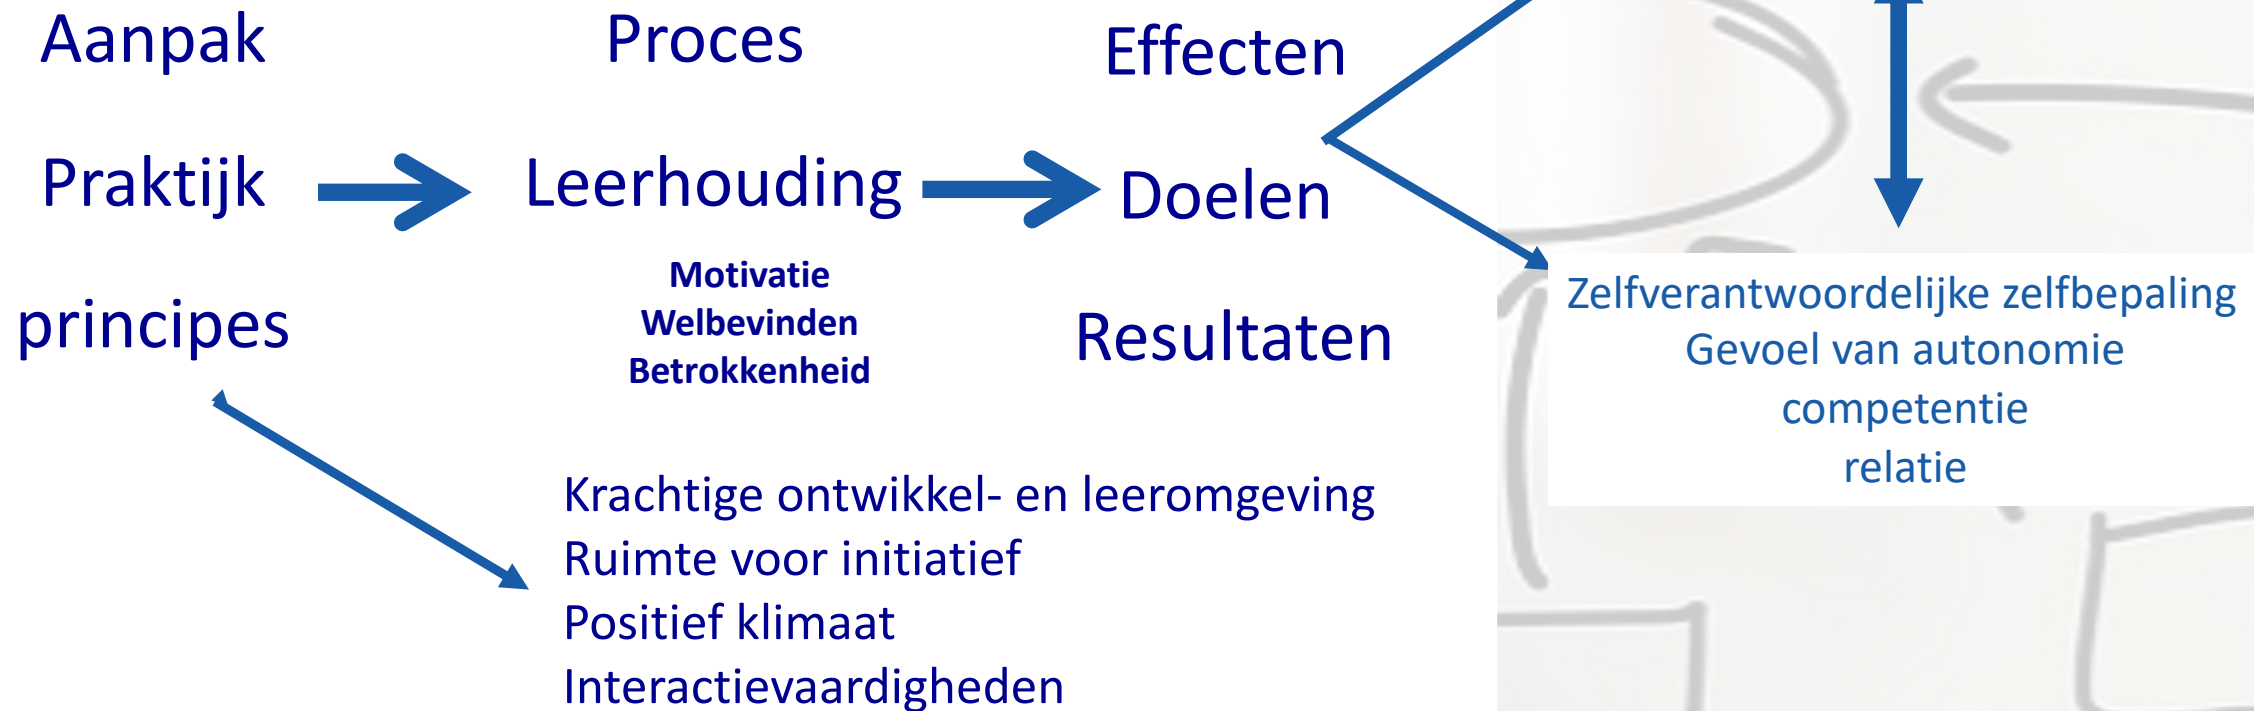 Aanpak
Praktijk
principes
Proces
Leerhouding
Motivatie
Welbevinden
Betrokkenheid
Effecten
Doelen
Resultaten
Zelfverantwoordelijke zelfbepaling
Gevoel van autonomie
competentie
relatie
Krachtige ontwikkel- en leeromgeving
Ruimte voor initiatief
Positief klimaat
Interactievaardigheden